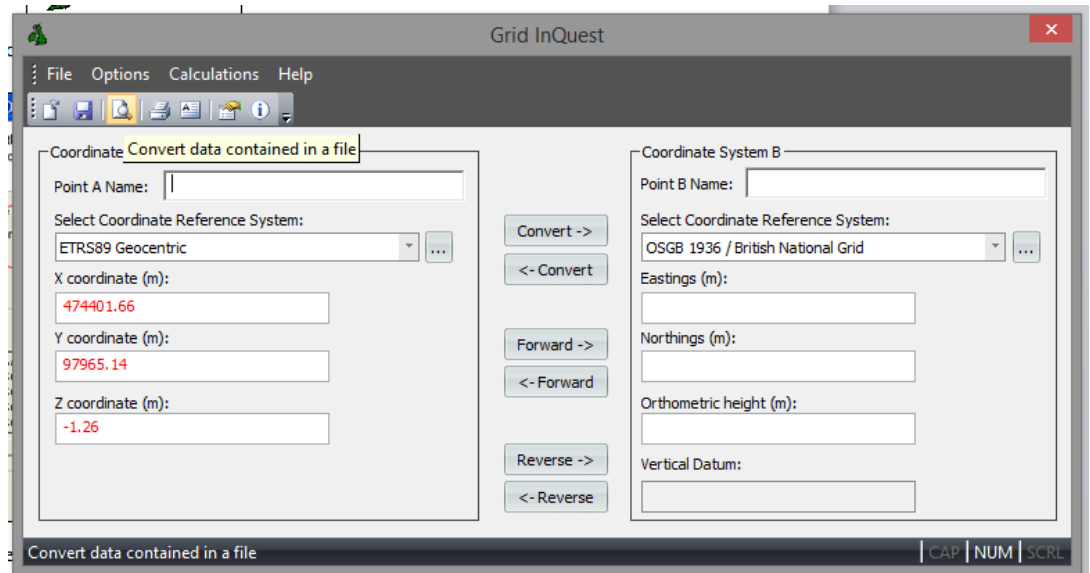 Grid InQuest
File Options Calculations Help
Convert data contained in a file
Coordinate
Point A Name:
Select Coordinate Reference System:
ETRS89 Geocentric
...
X coordinate (m):
474401.66
Y coordinate (m):
97965.14
Z coordinate (m):
-1.26
Convert ->
<- Convert
Forward ->
<- Forward
Reverse ->
<- Reverse
Coordinate System B
Point B Name:
Select Coordinate Reference System:
OSGB 1936 / British National Grid
...
Eastings (m):
Northings (m):
Orthometric height (m):
Vertical Datum:
Convert data contained in a file
CAP NUM SCRL